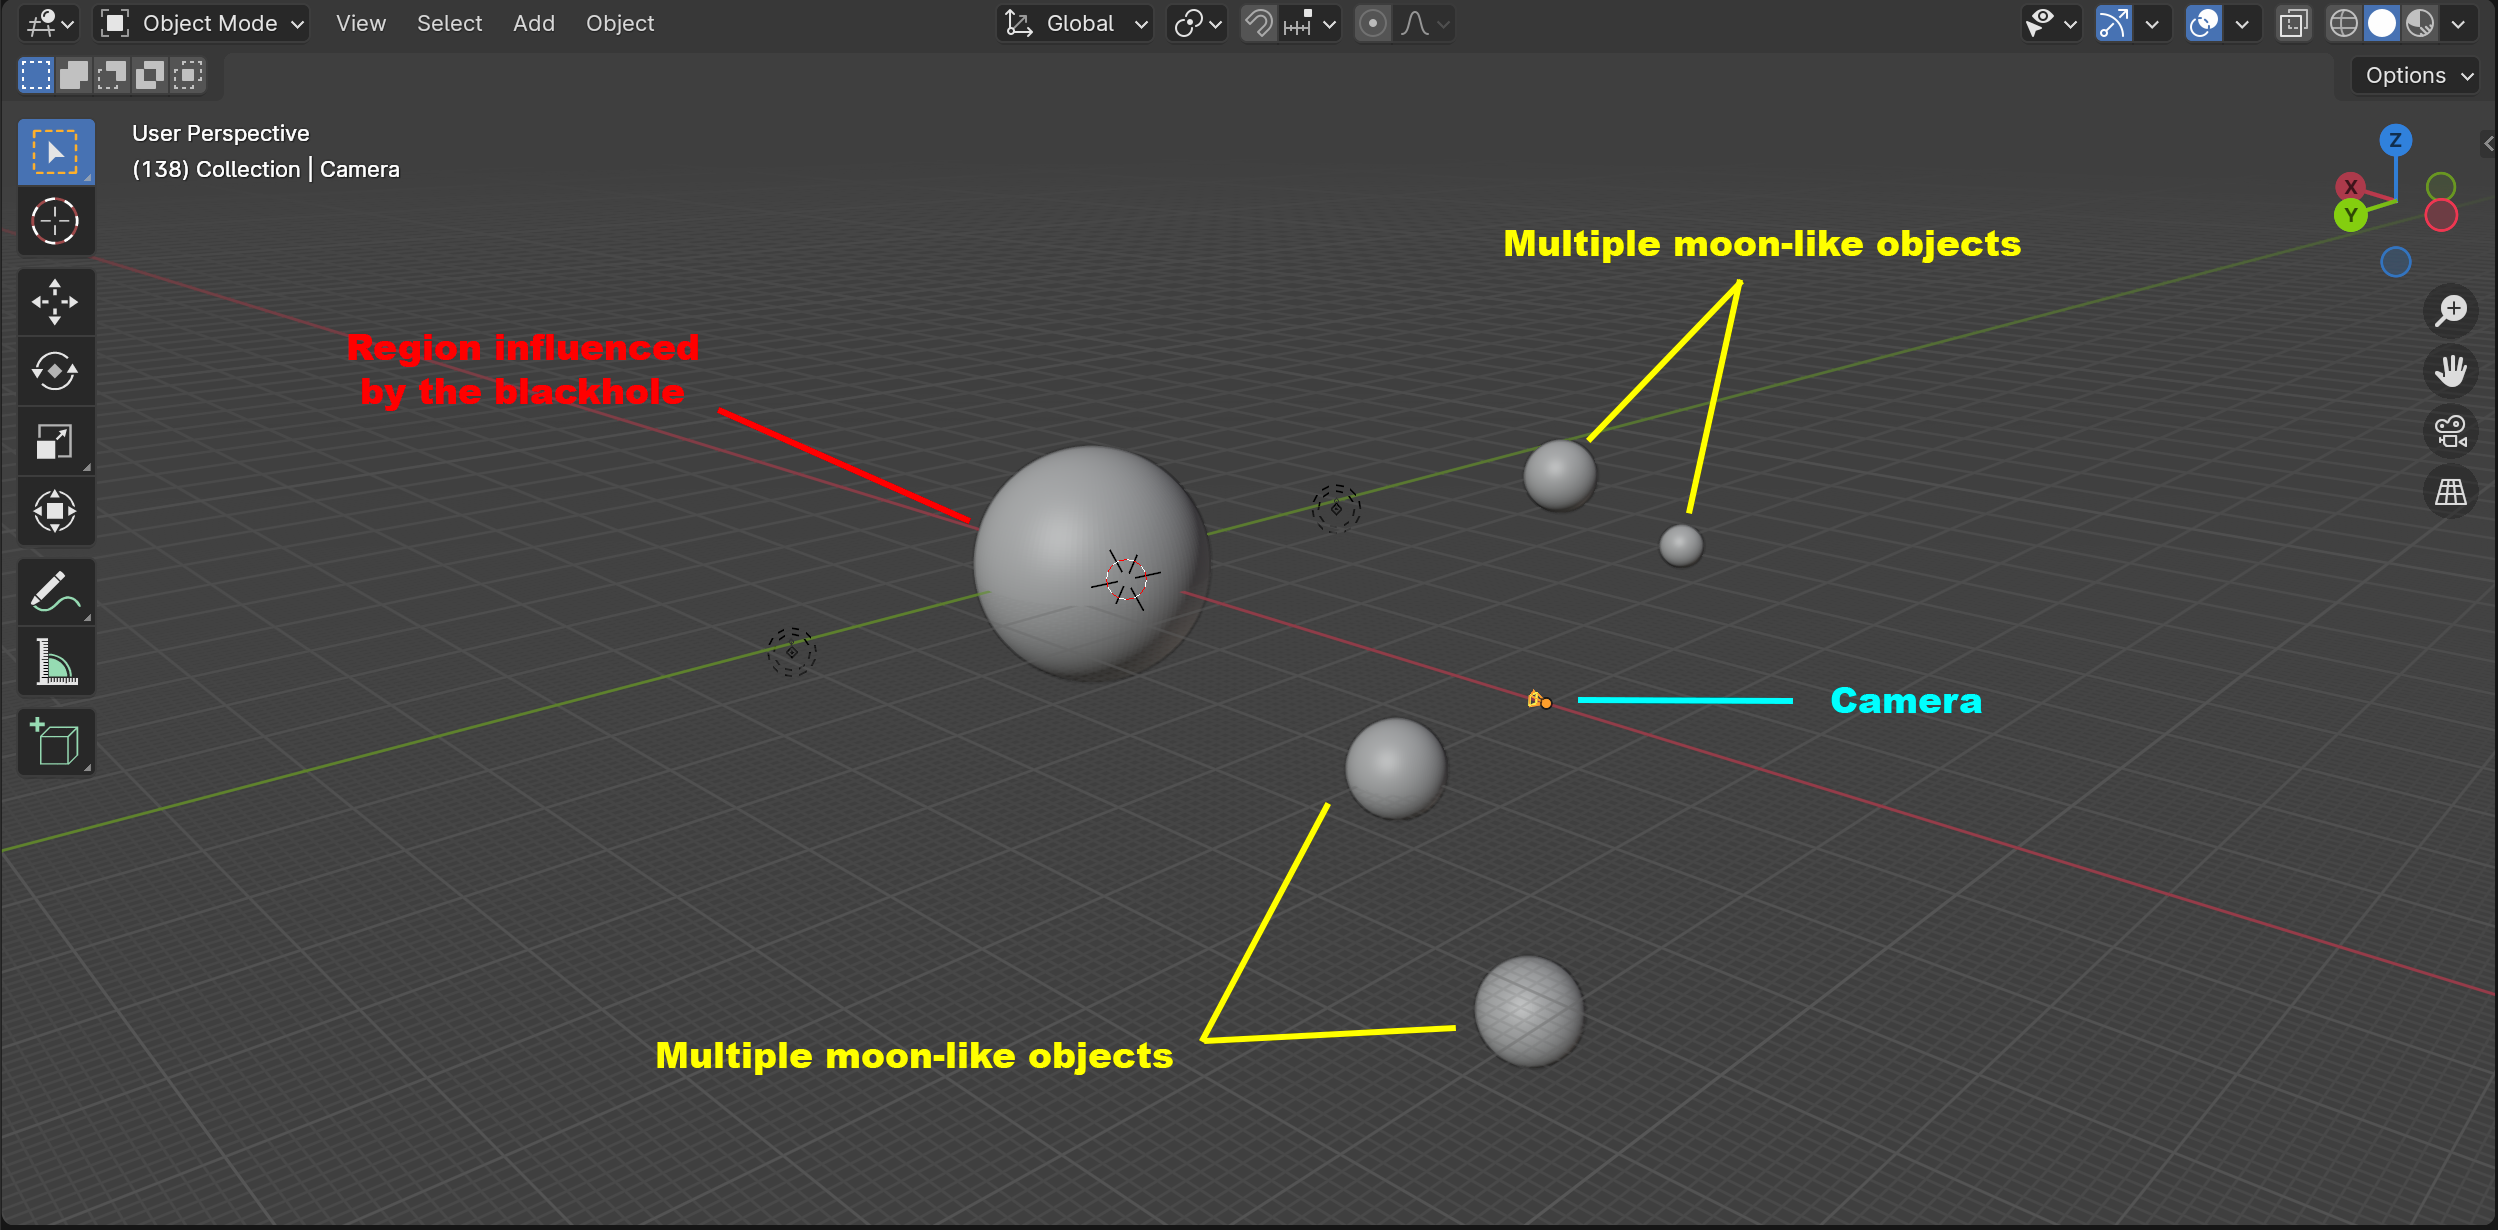 Object Mode View Select Add Object Global
Options
User Perspective
(138) Collection | Camera
Z
X
Y
Multiple moon-like objects
Region influenced
by the blackhole
Camera
Multiple moon-like objects